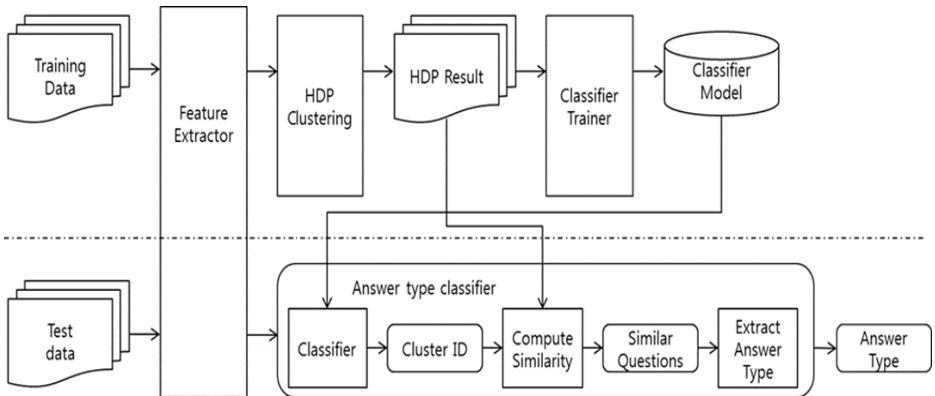 Training
Data
Feature
Extractor
HDP
Clustering
HDP Result
Classifier
Trainer
Classifier
Model
Test
data
Answer type classifier
Classifier
Cluster ID
Compute
Similarity
Similar
Questions
Extract
Answer
Type
Answer
Type